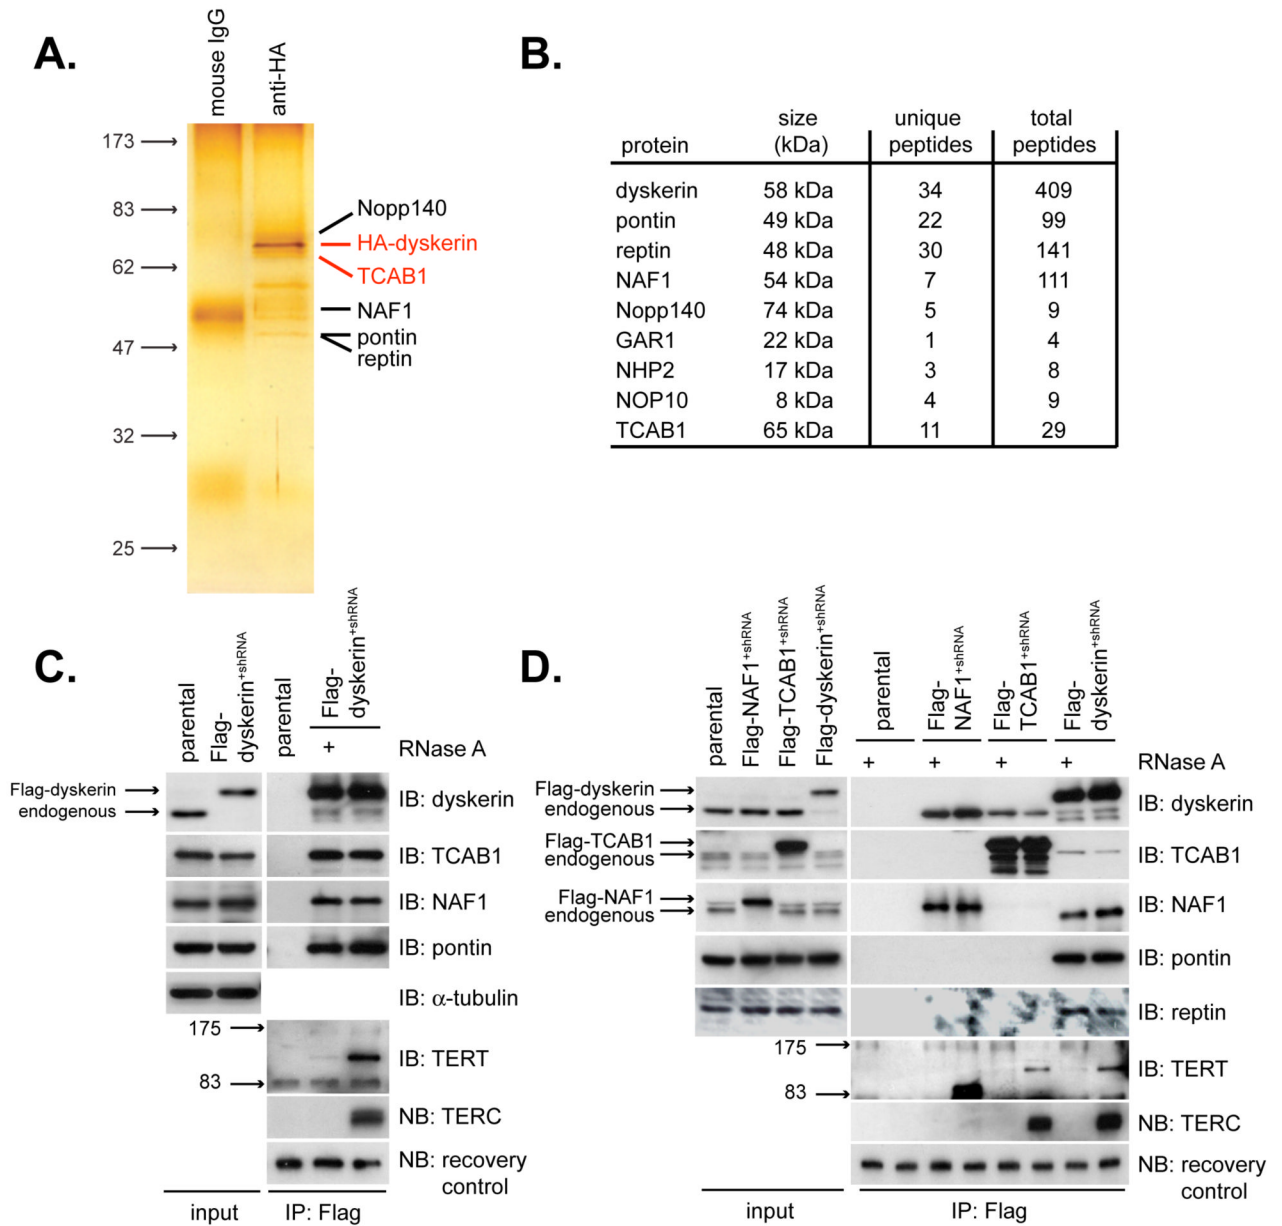 A.
mouse IgG
anti-HA
173
83
62
47
32
25
Nopp140
HA-dyskerin
TCAB1
NAF1
pontin
reptin
B.
protein size (kDa) unique peptides total peptides
dyskerin 58 kDa 34 409
pontin 49 kDa 22 99
reptin 48 kDa 30 141
NAF1 54 kDa 7 111
Nopp140 74 kDa 5 9
GAR1 22 kDa 1 4
NHP2 17 kDa 3 8
NOP10 8 kDa 4 9
TCAB1 65 kDa 11 29
C.
parental
Flag-dyskerin+shRNA
parental
Flag-dyskerin+shRNA
+ RNase A
Flag-dyskerin
endogenous
IB: dyskerin
IB: TCAB1
IB: NAF1
IB: pontin
IB: α-tubulin
175
83
IB: TERT
NB: TERC
NB: recovery
control
input
IP: Flag
D.
parental
Flag-NAF1+shRNA
Flag-TCAB1+shRNA
Flag-dyskerin+shRNA
parental
Flag-NAF1+shRNA
Flag-TCAB1+shRNA
Flag-dyskerin+shRNA
+ + + + RNase A
Flag-dyskerin
endogenous
IB: dyskerin
Flag-TCAB1
endogenous
IB: TCAB1
Flag-NAF1
endogenous
IB: NAF1
IB: pontin
IB: reptin
175
83
IB: TERT
NB: TERC
NB: recovery
control
input
IP: Flag